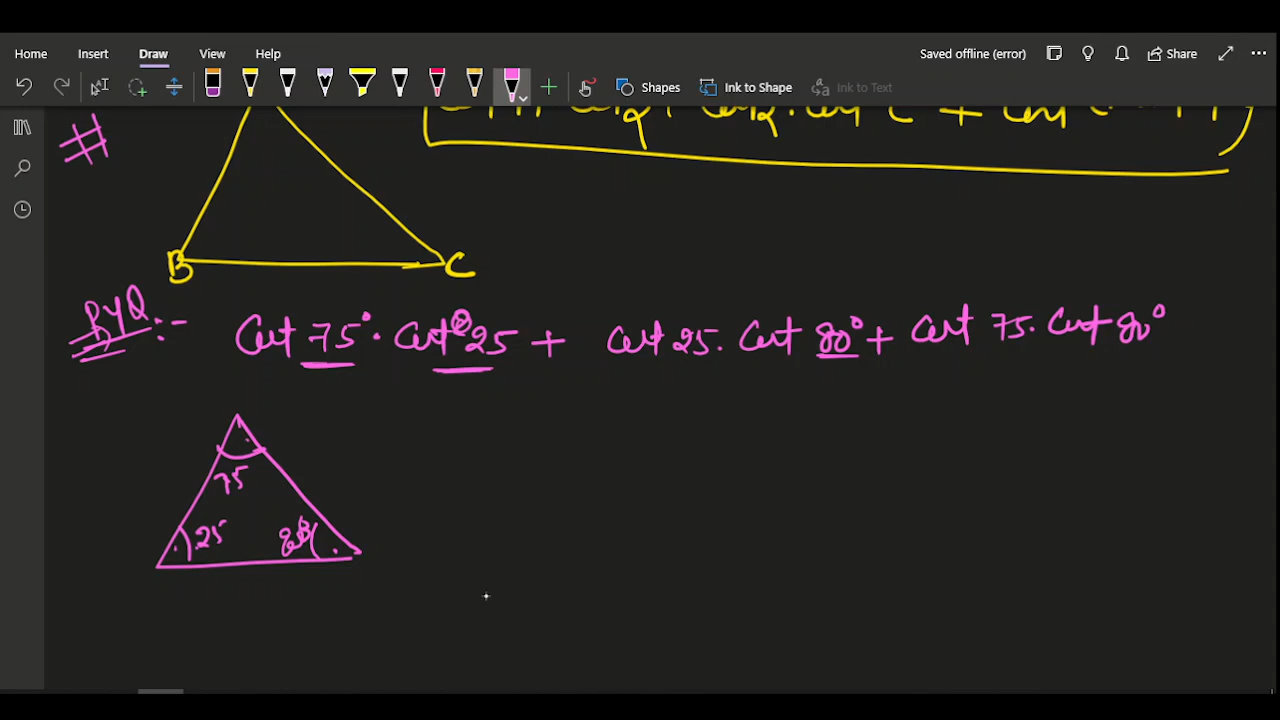 Home Insert Draw View Help Saved offline (error) Share
Shapes Ink to Shape Ink to Text
#
B C
PYQ:- Cot 75°. Cot 25 + Cot 25. Cot 80° + Cot 75. Cot 80°
75
25 80